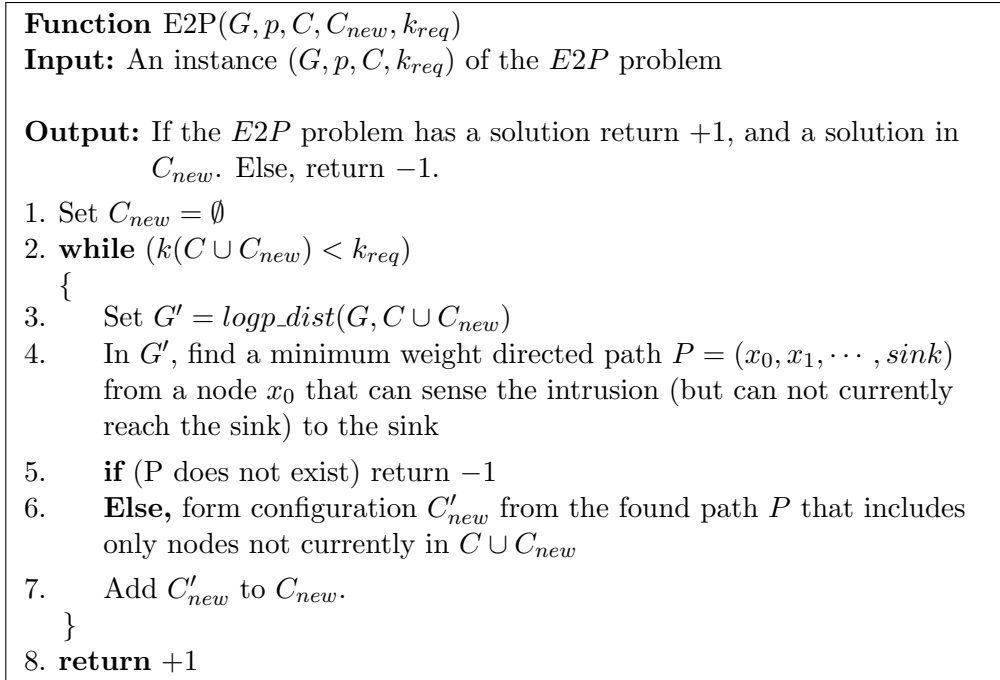 Function E2P(G, p, C, C_new, k_req)
Input: An instance (G, p, C, k_req) of the E2P problem
Output: If the E2P problem has a solution return +1, and a solution in
C_new. Else, return −1.
1. Set C_new = ∅
2. while (k(C ∪ C_new) < k_req)
{
3. Set G′ = logp_dist(G, C ∪ C_new)
4. In G′, find a minimum weight directed path P = (x_0, x_1, ⋯ , sink)
from a node x_0 that can sense the intrusion (but can not currently
reach the sink) to the sink
5. if (P does not exist) return −1
6. Else, form configuration C′_new from the found path P that includes
only nodes not currently in C ∪ C_new
7. Add C′_new to C_new.
}
8. return +1